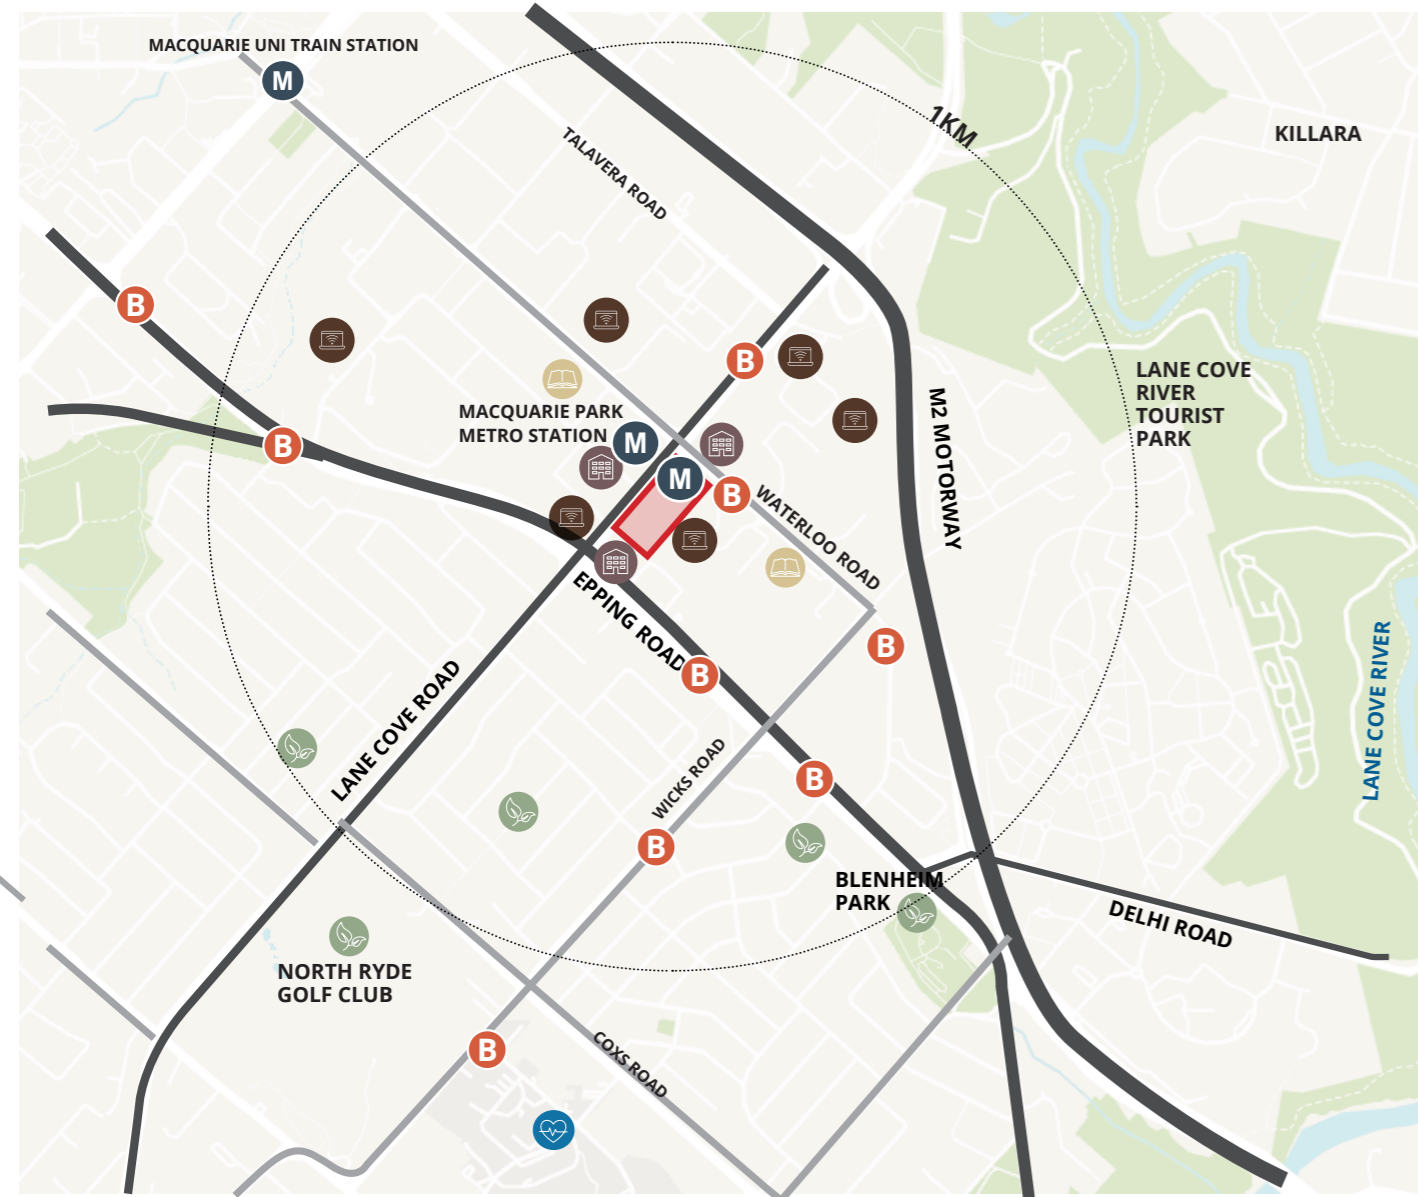 MACQUARIE UNI TRAIN STATION
M
1KM
KILLARA
TALAVERA ROAD
B
B
LANE COVE
RIVER
TOURIST
PARK
MACQUARIE PARK
METRO STATION
M
B
M
B
M2 MOTORWAY
WATERLOO ROAD
EPPING ROAD
B
B
LANE COVE RIVER
LANE COVE ROAD
WICKS ROAD
B
B
BLENHEIM
PARK
DELHI ROAD
NORTH RYDE
GOLF CLUB
B
COXS ROAD